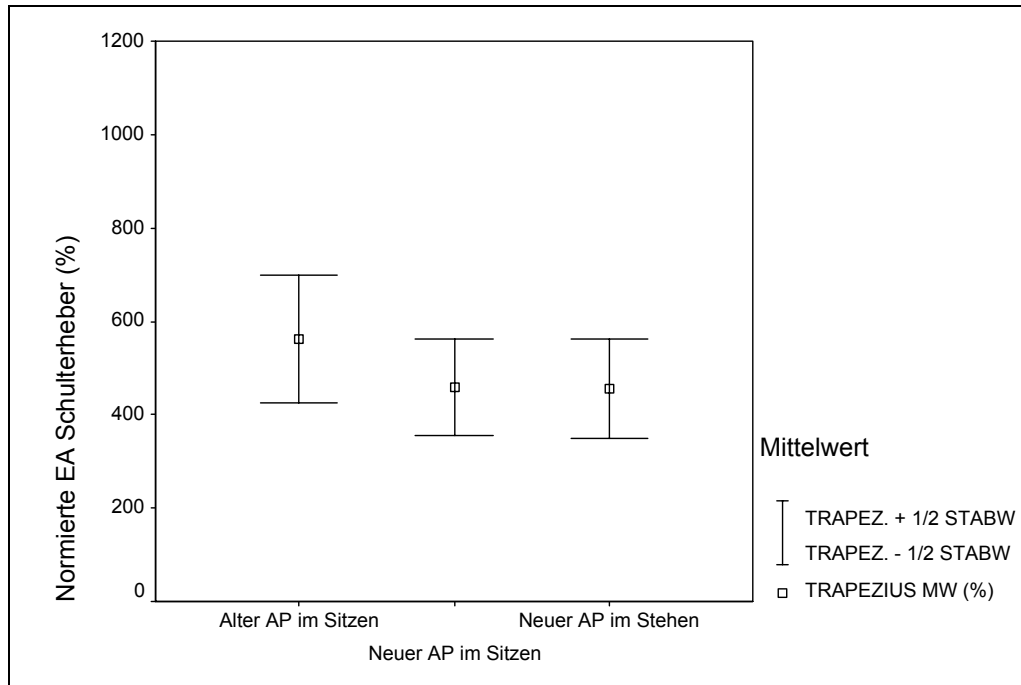 1200
1000
800
600
400
200
0
Normierte EA Schulterheber (%)
Alter AP im Sitzen
Neuer AP im Stehen
Neuer AP im Sitzen
Mittelwert
TRAPEZ. + 1/2 STABW
TRAPEZ. - 1/2 STABW
TRAPEZIUS MW (%)